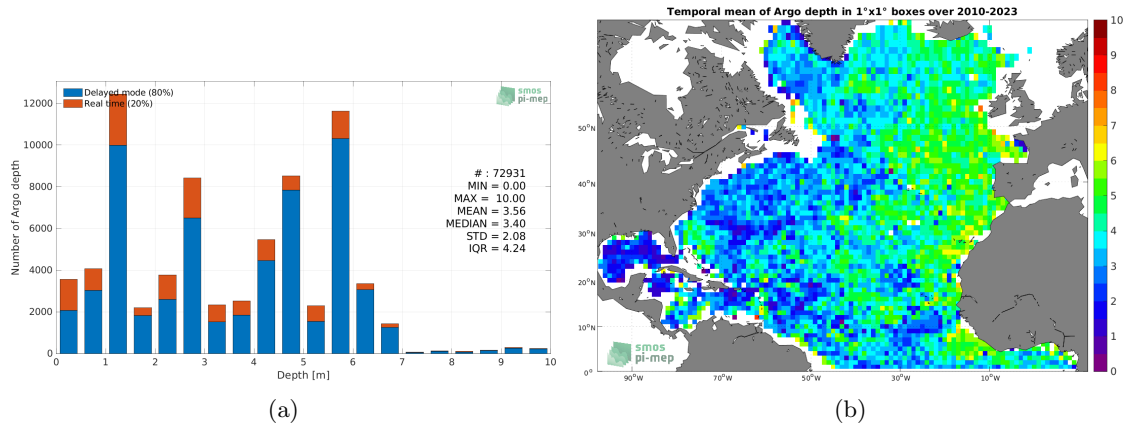 Temporal mean of Argo depth in 1°x1° boxes over 2010-2023
Delayed mode (80%)
Real time (20%)
smos
pi-mep
# : 72931
MIN = 0.00
MAX = 10.00
MEAN = 3.56
MEDIAN = 3.40
STD = 2.08
IQR = 4.24
Number of Argo depth
12000
10000
8000
6000
4000
2000
0
0 1 2 3 4 5 6 7 8 9 10
Depth [m]
(a)
50°N
40°N
30°N
20°N
10°N
0°
90°W 70°W 50°W 30°W 10°W
smos
pi-mep
10
9
8
7
6
5
4
3
2
1
0
(b)